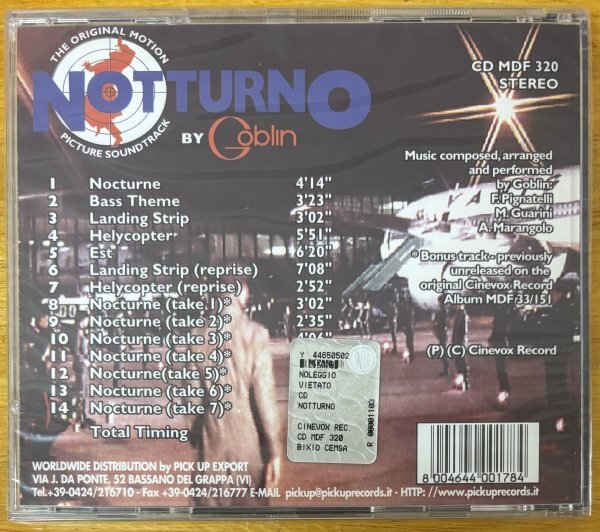 THE ORIGINAL MOTION
NOTTURNO
PICTURE SOUNDTRACK
BY Goblin
CD MDF 320
STEREO
Music composed, arranged
and performed
by Goblin:
F. Pignatelli
M. Guarini
A. Marangolo
* Bonus track - previously
unreleased on the
original Cinevox Record
Album MDF 33/151
(P) (C) Cinevox Record
1 Nocturne 4'14"
2 Bass Theme 3'23"
3 Landing Strip 3'02"
4 Helycopter 5'51"
5 Est 6'20"
6 Landing Strip (reprise) 7'08"
7 Helycopter (reprise) 2'52"
8 Nocturne (take 1)* 3'02"
9 Nocturne (take 2)* 2'35"
10 Nocturne (take 3)* 4'06"
11 Nocturne (take 4)*
12 Nocturne (take 5)*
13 Nocturne (take 6)*
14 Nocturne (take 7)*
Total Timing
Y 44650502
NOLEGGIO
VIETATO
CD
NOTTURNO
CINEVOX REC.
CD MDF 320
BIXIO CEMSA
R 00001103
WORLDWIDE DISTRIBUTION by PICK UP EXPORT
VIA J. DA PONTE, 52 BASSANO DEL GRAPPA (VI)
Tel.+39-0424/216710 - Fax +39-0424/216777 E-MAIL pickup@pickuprecords.it - HTTP: //www.pickuprecords.it
8 004644 001784